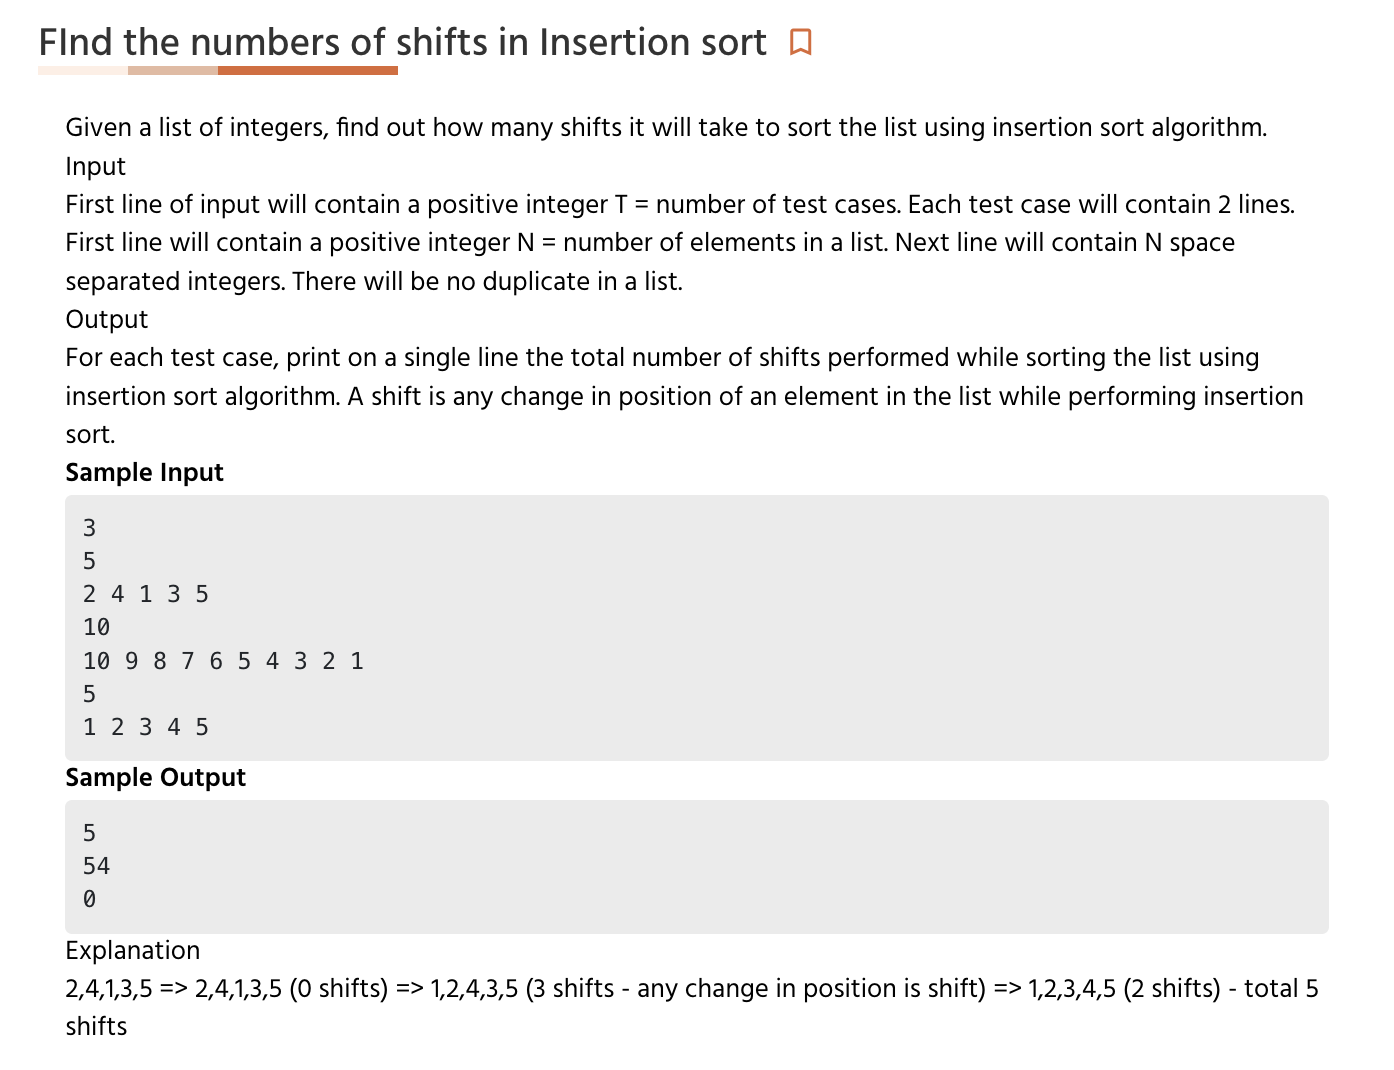 FInd the numbers of shifts in Insertion sort
Given a list of integers, find out how many shifts it will take to sort the list using insertion sort algorithm.
Input
First line of input will contain a positive integer T = number of test cases. Each test case will contain 2 lines.
First line will contain a positive integer N = number of elements in a list. Next line will contain N space
separated integers. There will be no duplicate in a list.
Output
For each test case, print on a single line the total number of shifts performed while sorting the list using
insertion sort algorithm. A shift is any change in position of an element in the list while performing insertion
sort.
Sample Input
3
5
2 4 1 3 5
10
10 9 8 7 6 5 4 3 2 1
5
1 2 3 4 5
Sample Output
5
54
0
Explanation
2,4,1,3,5 => 2,4,1,3,5 (0 shifts) => 1,2,4,3,5 (3 shifts - any change in position is shift) => 1,2,3,4,5 (2 shifts) - total 5
shifts